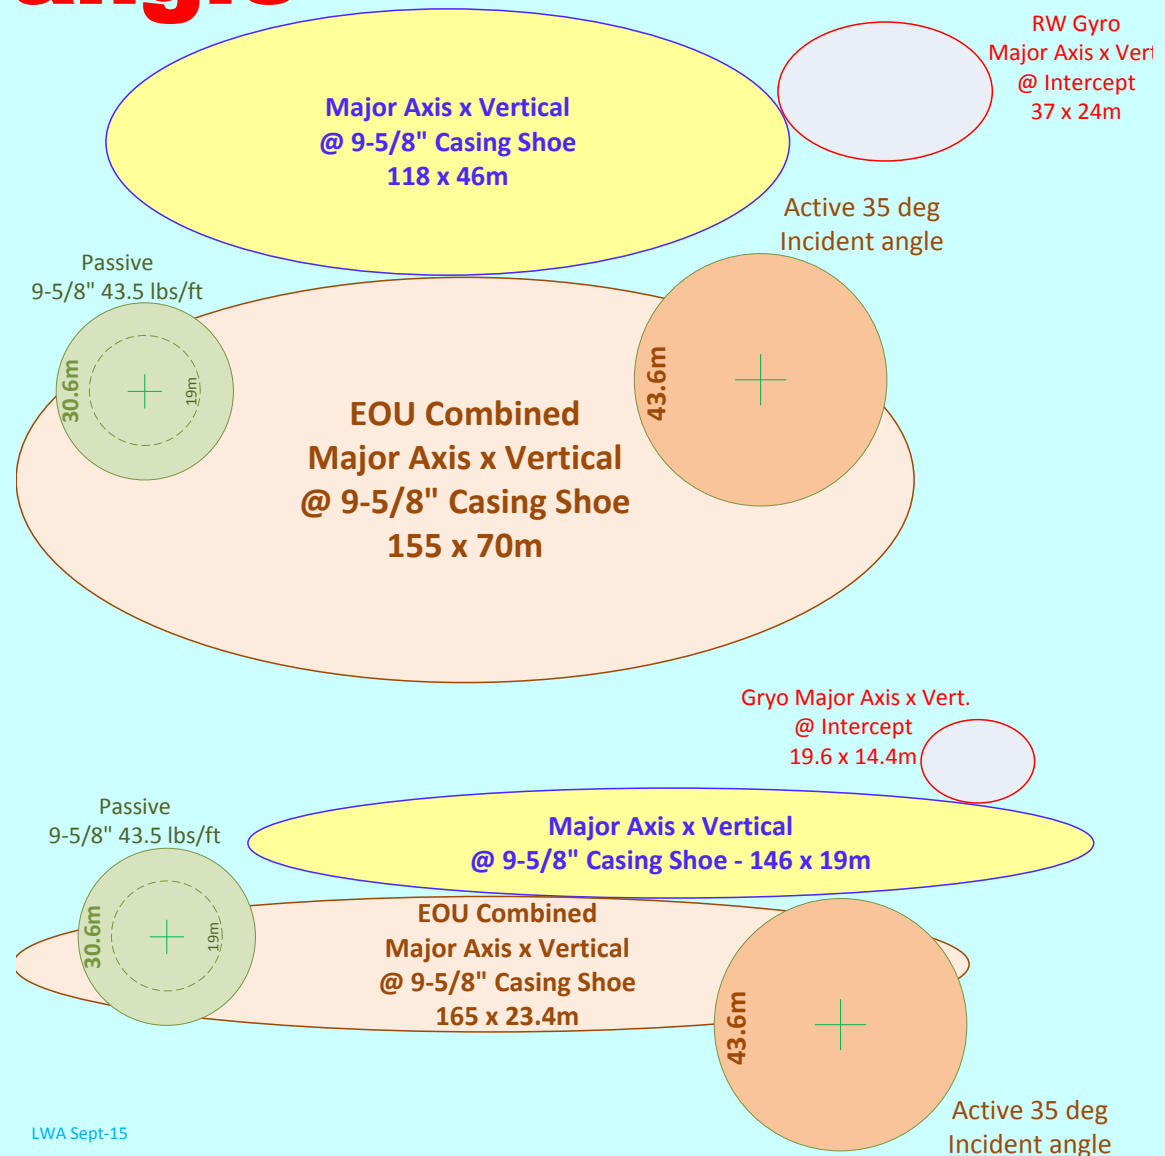 angle
RW Gyro
Major Axis x Vert
@ Intercept
37 x 24m
Major Axis x Vertical
@ 9-5/8" Casing Shoe
118 x 46m
Active 35 deg
Incident angle
Passive
9-5/8" 43.5 lbs/ft
30.6m
19m
43.6m
EOU Combined
Major Axis x Vertical
@ 9-5/8" Casing Shoe
155 x 70m
Gryo Major Axis x Vert.
@ Intercept
19.6 x 14.4m
Passive
9-5/8" 43.5 lbs/ft
Major Axis x Vertical
@ 9-5/8" Casing Shoe - 146 x 19m
30.6m
19m
EOU Combined
Major Axis x Vertical
@ 9-5/8" Casing Shoe
165 x 23.4m
43.6m
Active 35 deg
Incident angle
LWA Sept-15